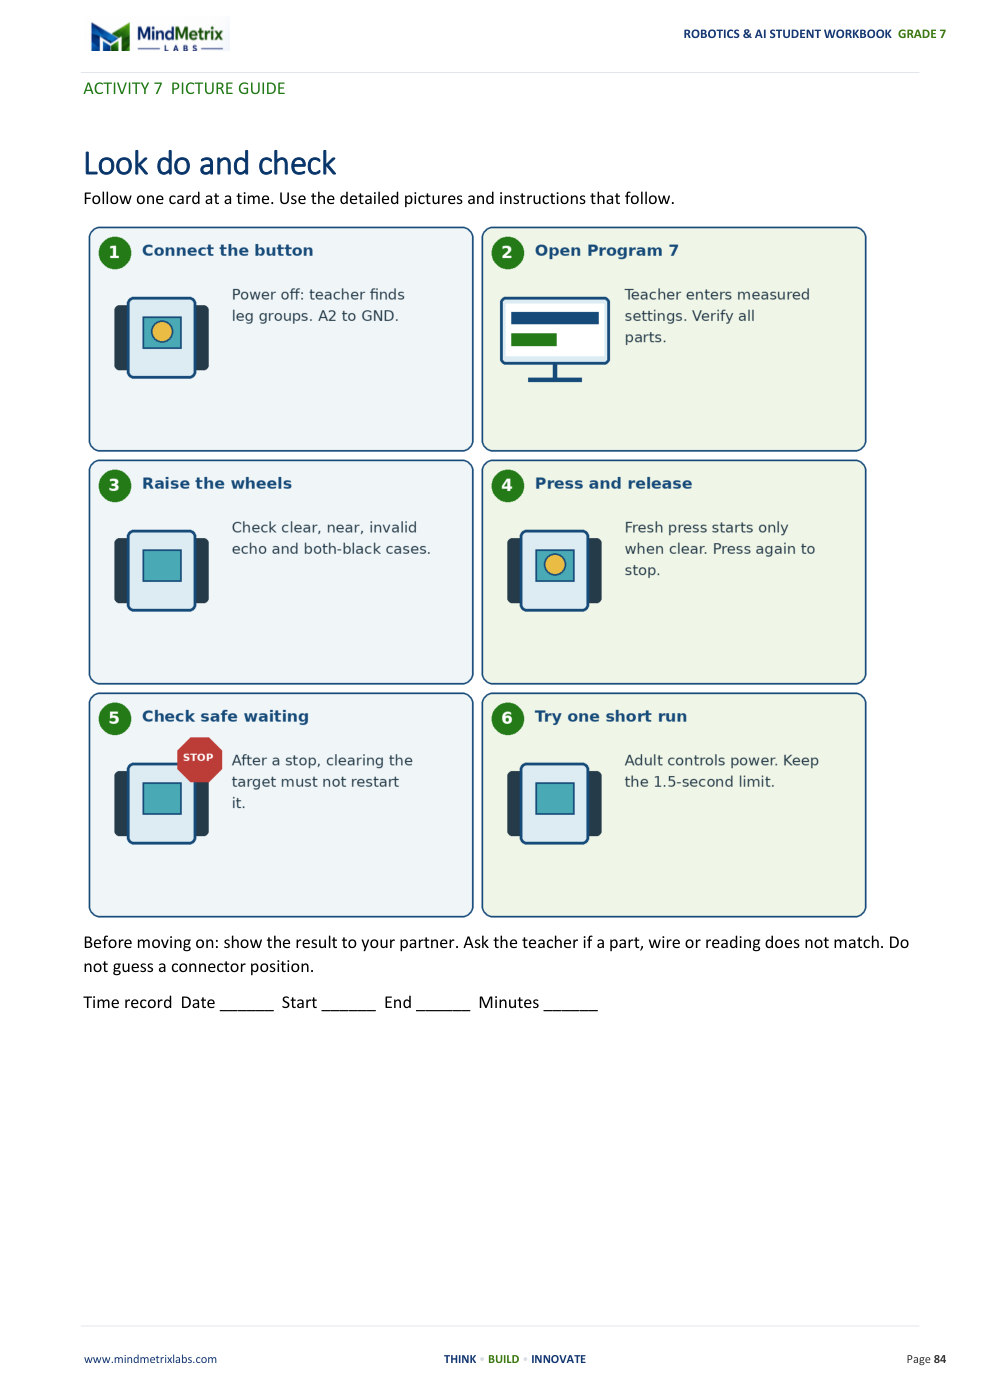 MindMetrix
LABS
ROBOTICS & AI STUDENT WORKBOOK GRADE 7
ACTIVITY 7 PICTURE GUIDE
Look do and check
Follow one card at a time. Use the detailed pictures and instructions that follow.
1 Connect the button
Power off: teacher finds
leg groups. A2 to GND.
2 Open Program 7
Teacher enters measured
settings. Verify all
parts.
3 Raise the wheels
Check clear, near, invalid
echo and both-black cases.
4 Press and release
Fresh press starts only
when clear. Press again to
stop.
5 Check safe waiting
STOP
After a stop, clearing the
target must not restart
it.
6 Try one short run
Adult controls power. Keep
the 1.5-second limit.
Before moving on: show the result to your partner. Ask the teacher if a part, wire or reading does not match. Do
not guess a connector position.
Time record Date ______ Start ______ End ______ Minutes ______
www.mindmetrixlabs.com
THINK • BUILD • INNOVATE
Page 84